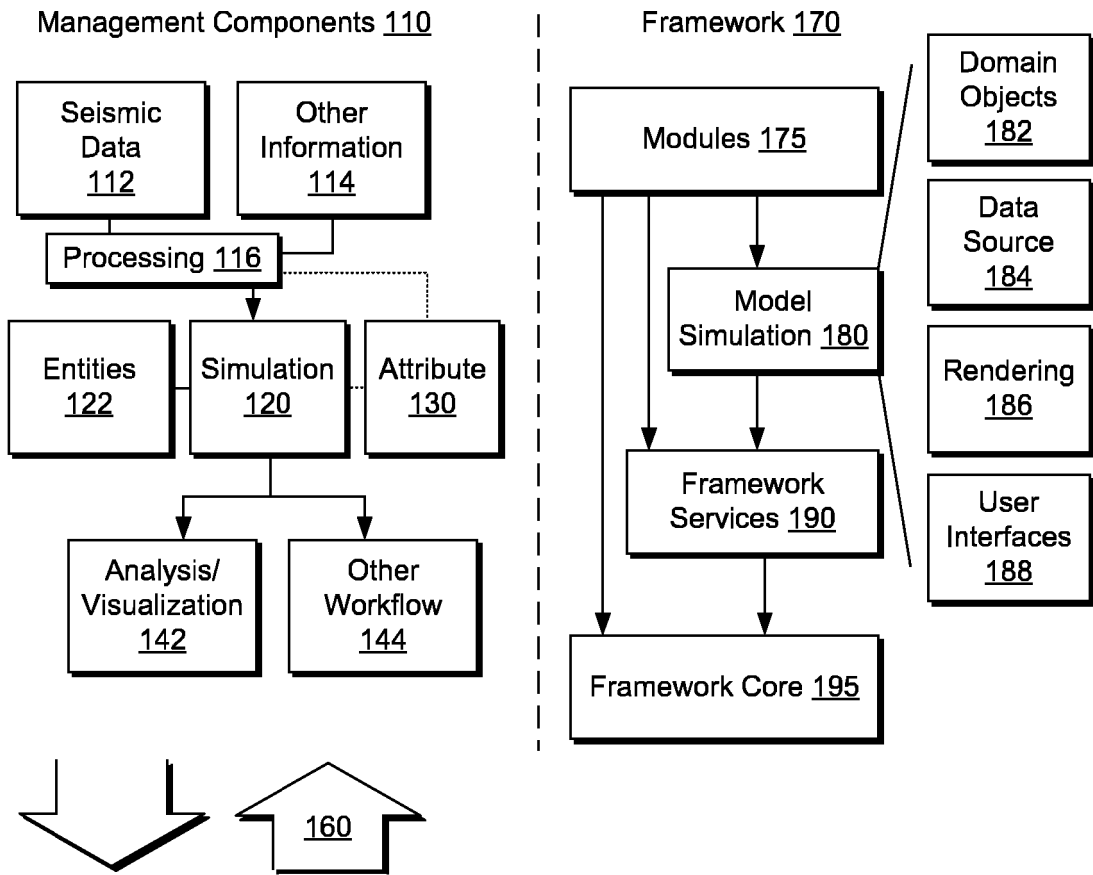 Management Components 110
Seismic
Data
112
Other
Information
114
Processing 116
Entities
122
Simulation
120
Attribute
130
Analysis/
Visualization
142
Other
Workflow
144
160
Framework 170
Modules 175
Model
Simulation 180
Framework
Services 190
Framework Core 195
Domain
Objects
182
Data
Source
184
Rendering
186
User
Interfaces
188